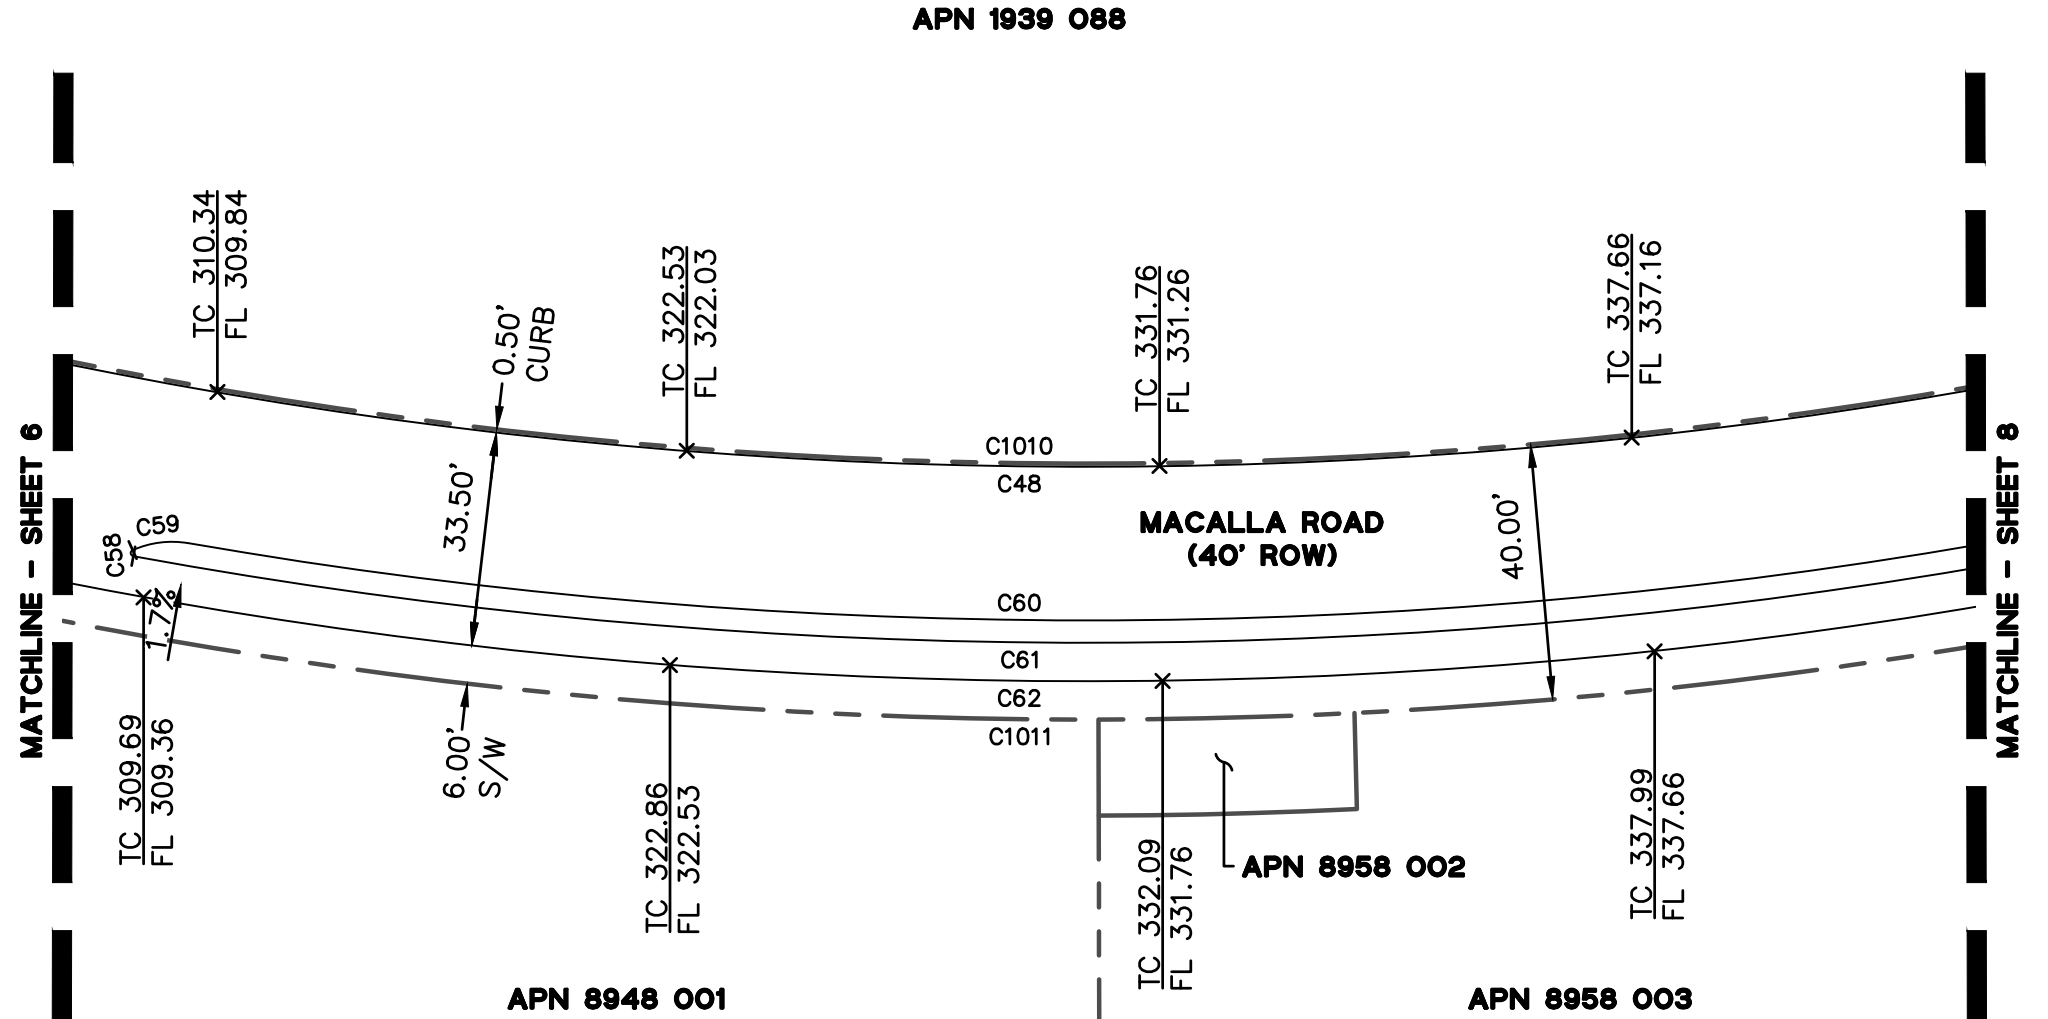 APN 1939 088
MATCHLINE – SHEET 6
TC 310.34
FL 309.84
0.50'
CURB
TC 322.53
FL 322.03
TC 331.76
FL 331.26
TC 337.66
FL 337.16
MATCHLINE – SHEET 8
C1010
C48
33.50'
MACALLA ROAD
(40' ROW)
40.00'
C59
C58
C60
1.7%
C61
C62
C1011
TC 309.69
FL 309.36
6.00'
S/W
TC 322.86
FL 322.53
TC 332.09
FL 331.76
APN 8958 002
TC 337.99
FL 337.66
APN 8948 001
APN 8958 003